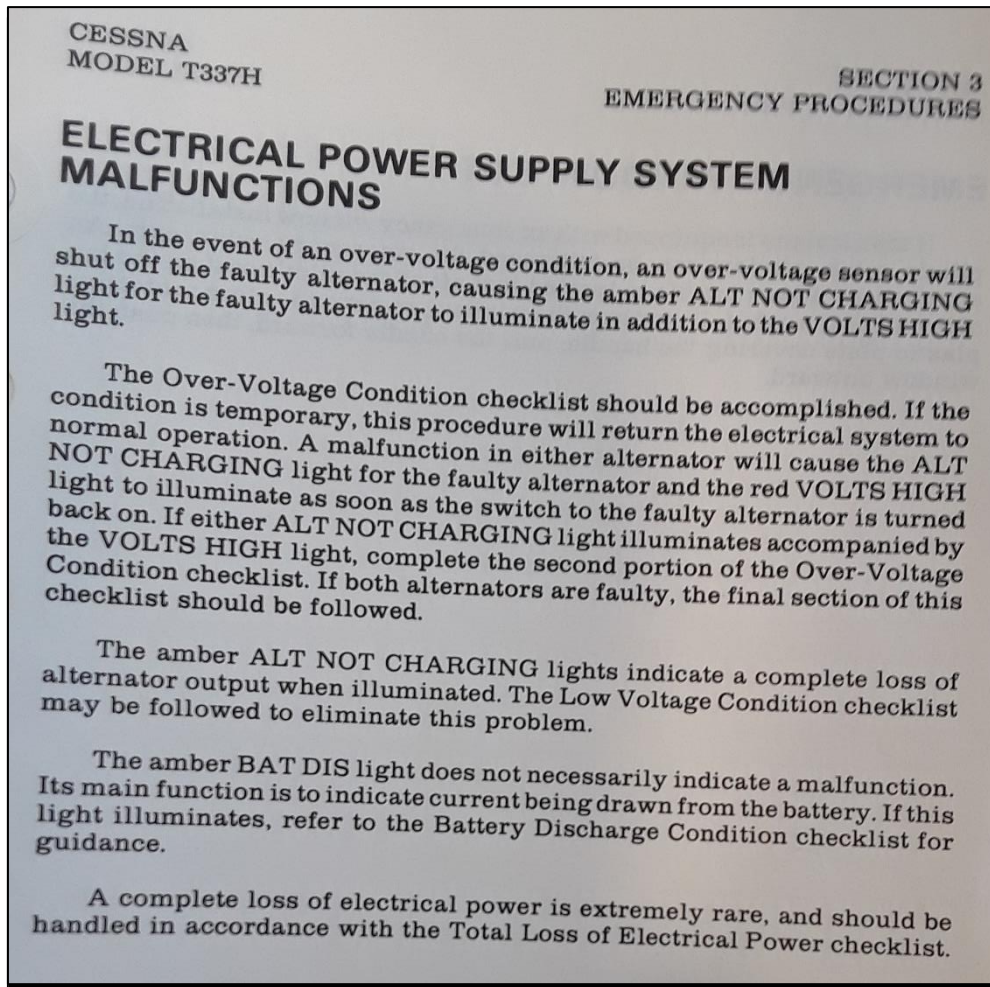 CESSNA
MODEL T337H
SECTION 3
EMERGENCY PROCEDURES
ELECTRICAL POWER SUPPLY SYSTEM
MALFUNCTIONS
In the event of an over-voltage condition, an over-voltage sensor will
shut off the faulty alternator, causing the amber ALT NOT CHARGING
light for the faulty alternator to illuminate in addition to the VOLTS HIGH
light.
The Over-Voltage Condition checklist should be accomplished. If the
condition is temporary, this procedure will return the electrical system to
normal operation. A malfunction in either alternator will cause the ALT
NOT CHARGING light for the faulty alternator and the red VOLTS HIGH
light to illuminate as soon as the switch to the faulty alternator is turned
back on. If either ALT NOT CHARGING light illuminates accompanied by
the VOLTS HIGH light, complete the second portion of the Over-Voltage
Condition checklist. If both alternators are faulty, the final section of this
checklist should be followed.
The amber ALT NOT CHARGING lights indicate a complete loss of
alternator output when illuminated. The Low Voltage Condition checklist
may be followed to eliminate this problem.
The amber BAT DIS light does not necessarily indicate a malfunction.
Its main function is to indicate current being drawn from the battery. If this
light illuminates, refer to the Battery Discharge Condition checklist for
guidance.
A complete loss of electrical power is extremely rare, and should be
handled in accordance with the Total Loss of Electrical Power checklist.